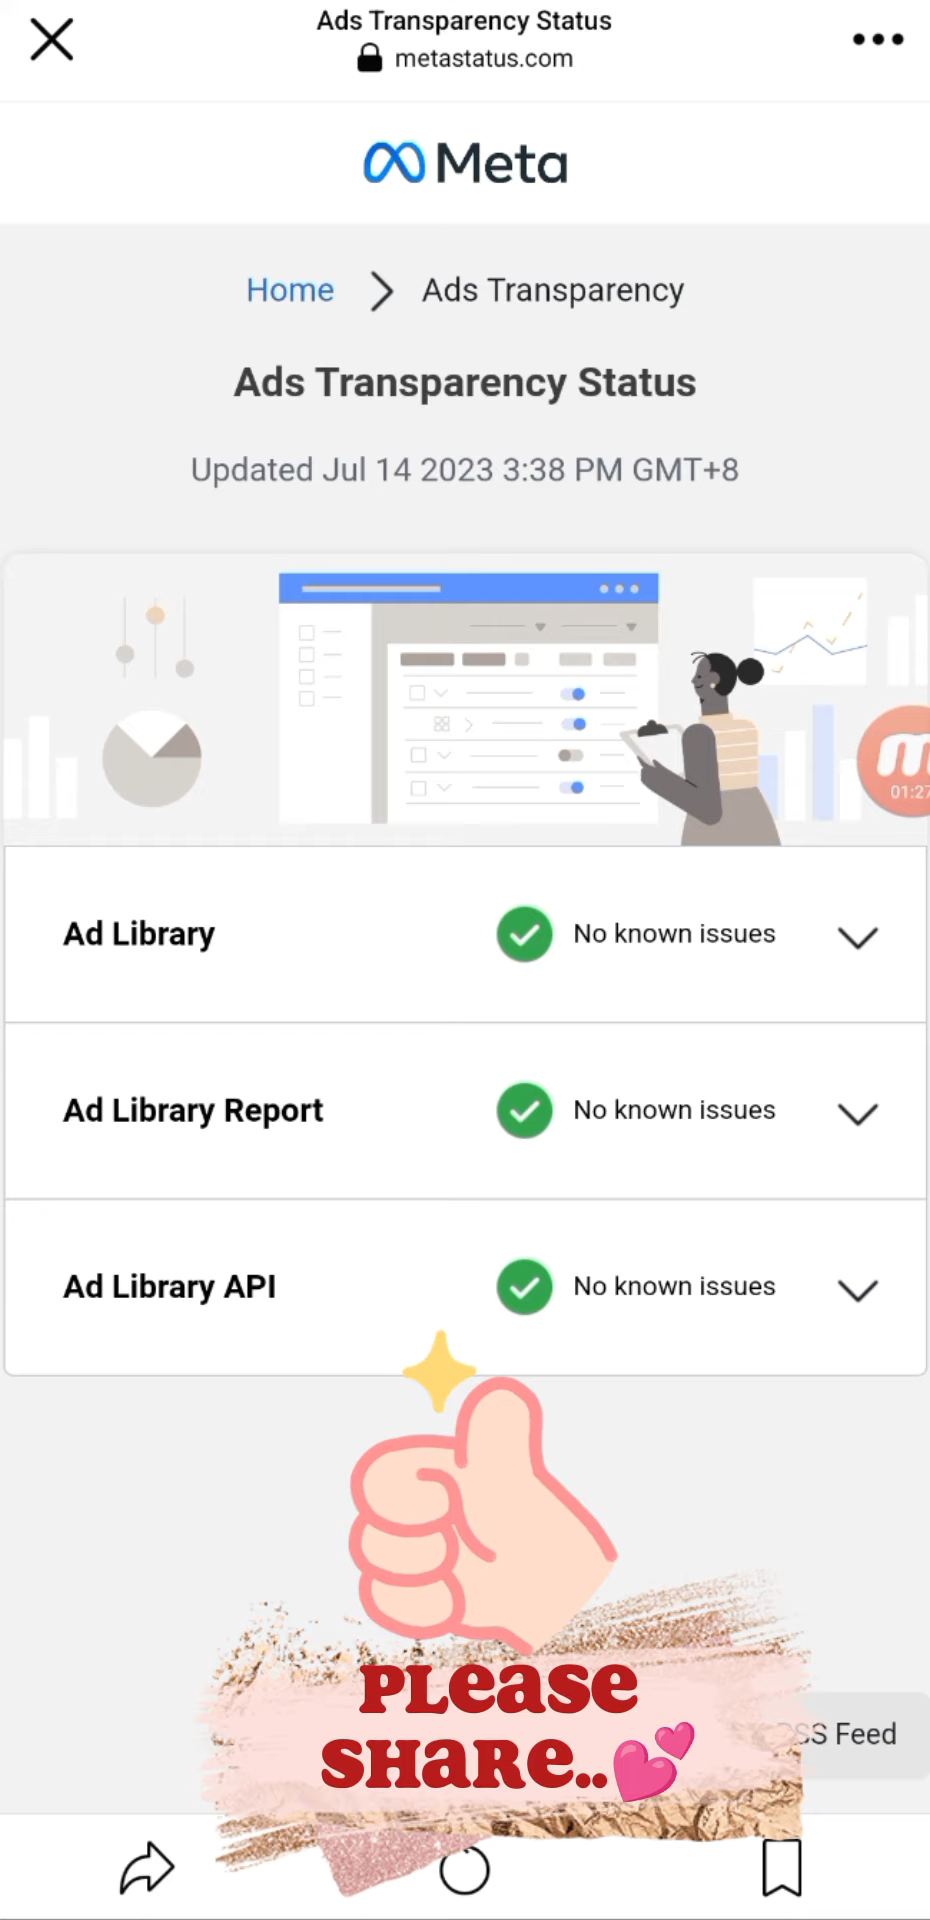 Ads Transparency Status
metastatus.com
Meta
Home > Ads Transparency
Ads Transparency Status
Updated Jul 14 2023 3:38 PM GMT+8
01:27
Ad Library No known issues
Ad Library Report No known issues
Ad Library API No known issues
PLease
SHaRe..
Feed